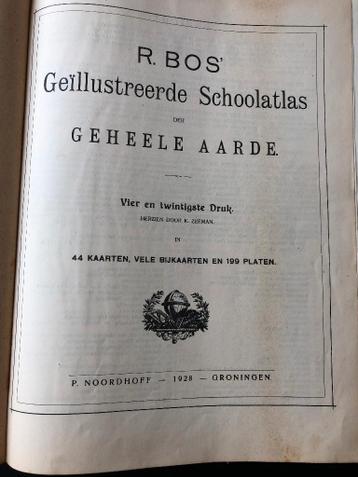 R. BOS'
Geïllustreerde Schoolatlas
DER
GEHEELE AARDE.
Vier en twintigste Druk.
HERZIEN DOOR K. ZEEMAN.
IN
44 KAARTEN, VELE BIJKAARTEN EN 199 PLATEN.
P. NOORDHOFF — 1928 — GRONINGEN.